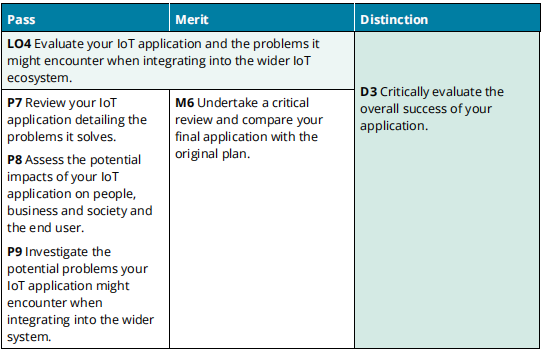 Pass
Merit
Distinction
LO4 Evaluate your IoT application and the problems it
might encounter when integrating into the wider IoT
ecosystem.
P7 Review your IoT
application detailing the
problems it solves.
P8 Assess the potential
impacts of your IoT
application on people,
business and society and
the end user.
P9 Investigate the
potential problems your
IoT application might
encounter when
integrating into the wider
system.
M6 Undertake a critical
review and compare your
final application with the
original plan.
D3 Critically evaluate the
overall success of your
application.